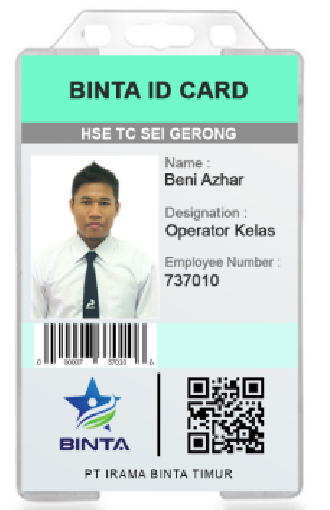 BINTA ID CARD
HSE TC SEI GERONG
Name :
Beni Azhar
Designation :
Operator Kelas
Employee Number :
737010
0 00007 37010 6
BINTA
PT IRAMA BINTA TIMUR